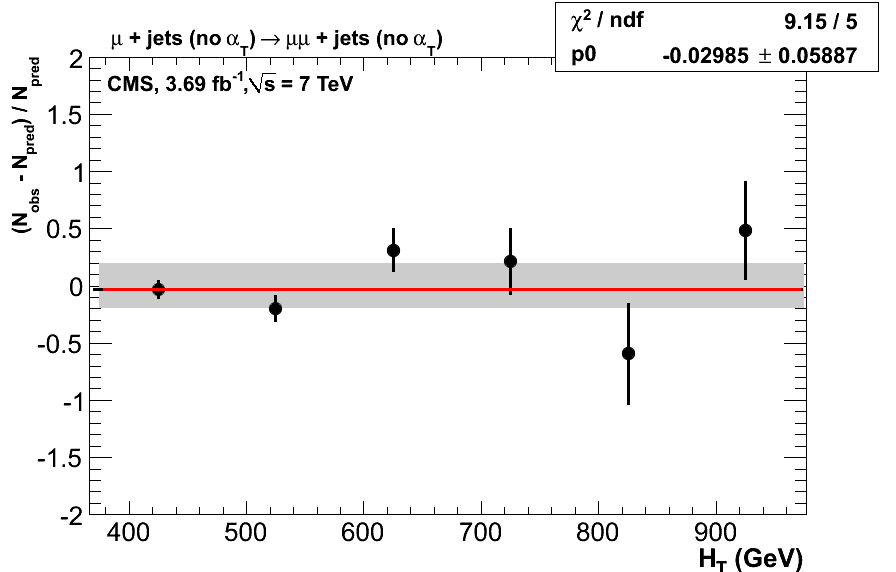 μ + jets (no α_T) → μμ + jets (no α_T)
χ² / ndf 9.15 / 5
p0 -0.02985 ± 0.05887
CMS, 3.69 fb⁻¹, √s = 7 TeV
(N_obs - N_pred) / N_pred
2
1.5
1
0.5
0
-0.5
-1
-1.5
-2
400 500 600 700 800 900
H_T (GeV)